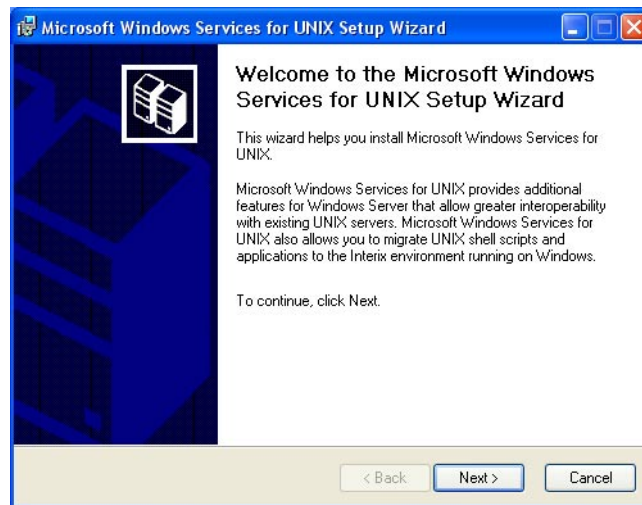 Microsoft Windows Services for UNIX Setup Wizard
Welcome to the Microsoft Windows
Services for UNIX Setup Wizard
This wizard helps you install Microsoft Windows Services for
UNIX.
Microsoft Windows Services for UNIX provides additional
features for Windows Server that allow greater interoperability
with existing UNIX servers. Microsoft Windows Services for
UNIX also allows you to migrate UNIX shell scripts and
applications to the Interix environment running on Windows.
To continue, click Next.
< Back Next > Cancel